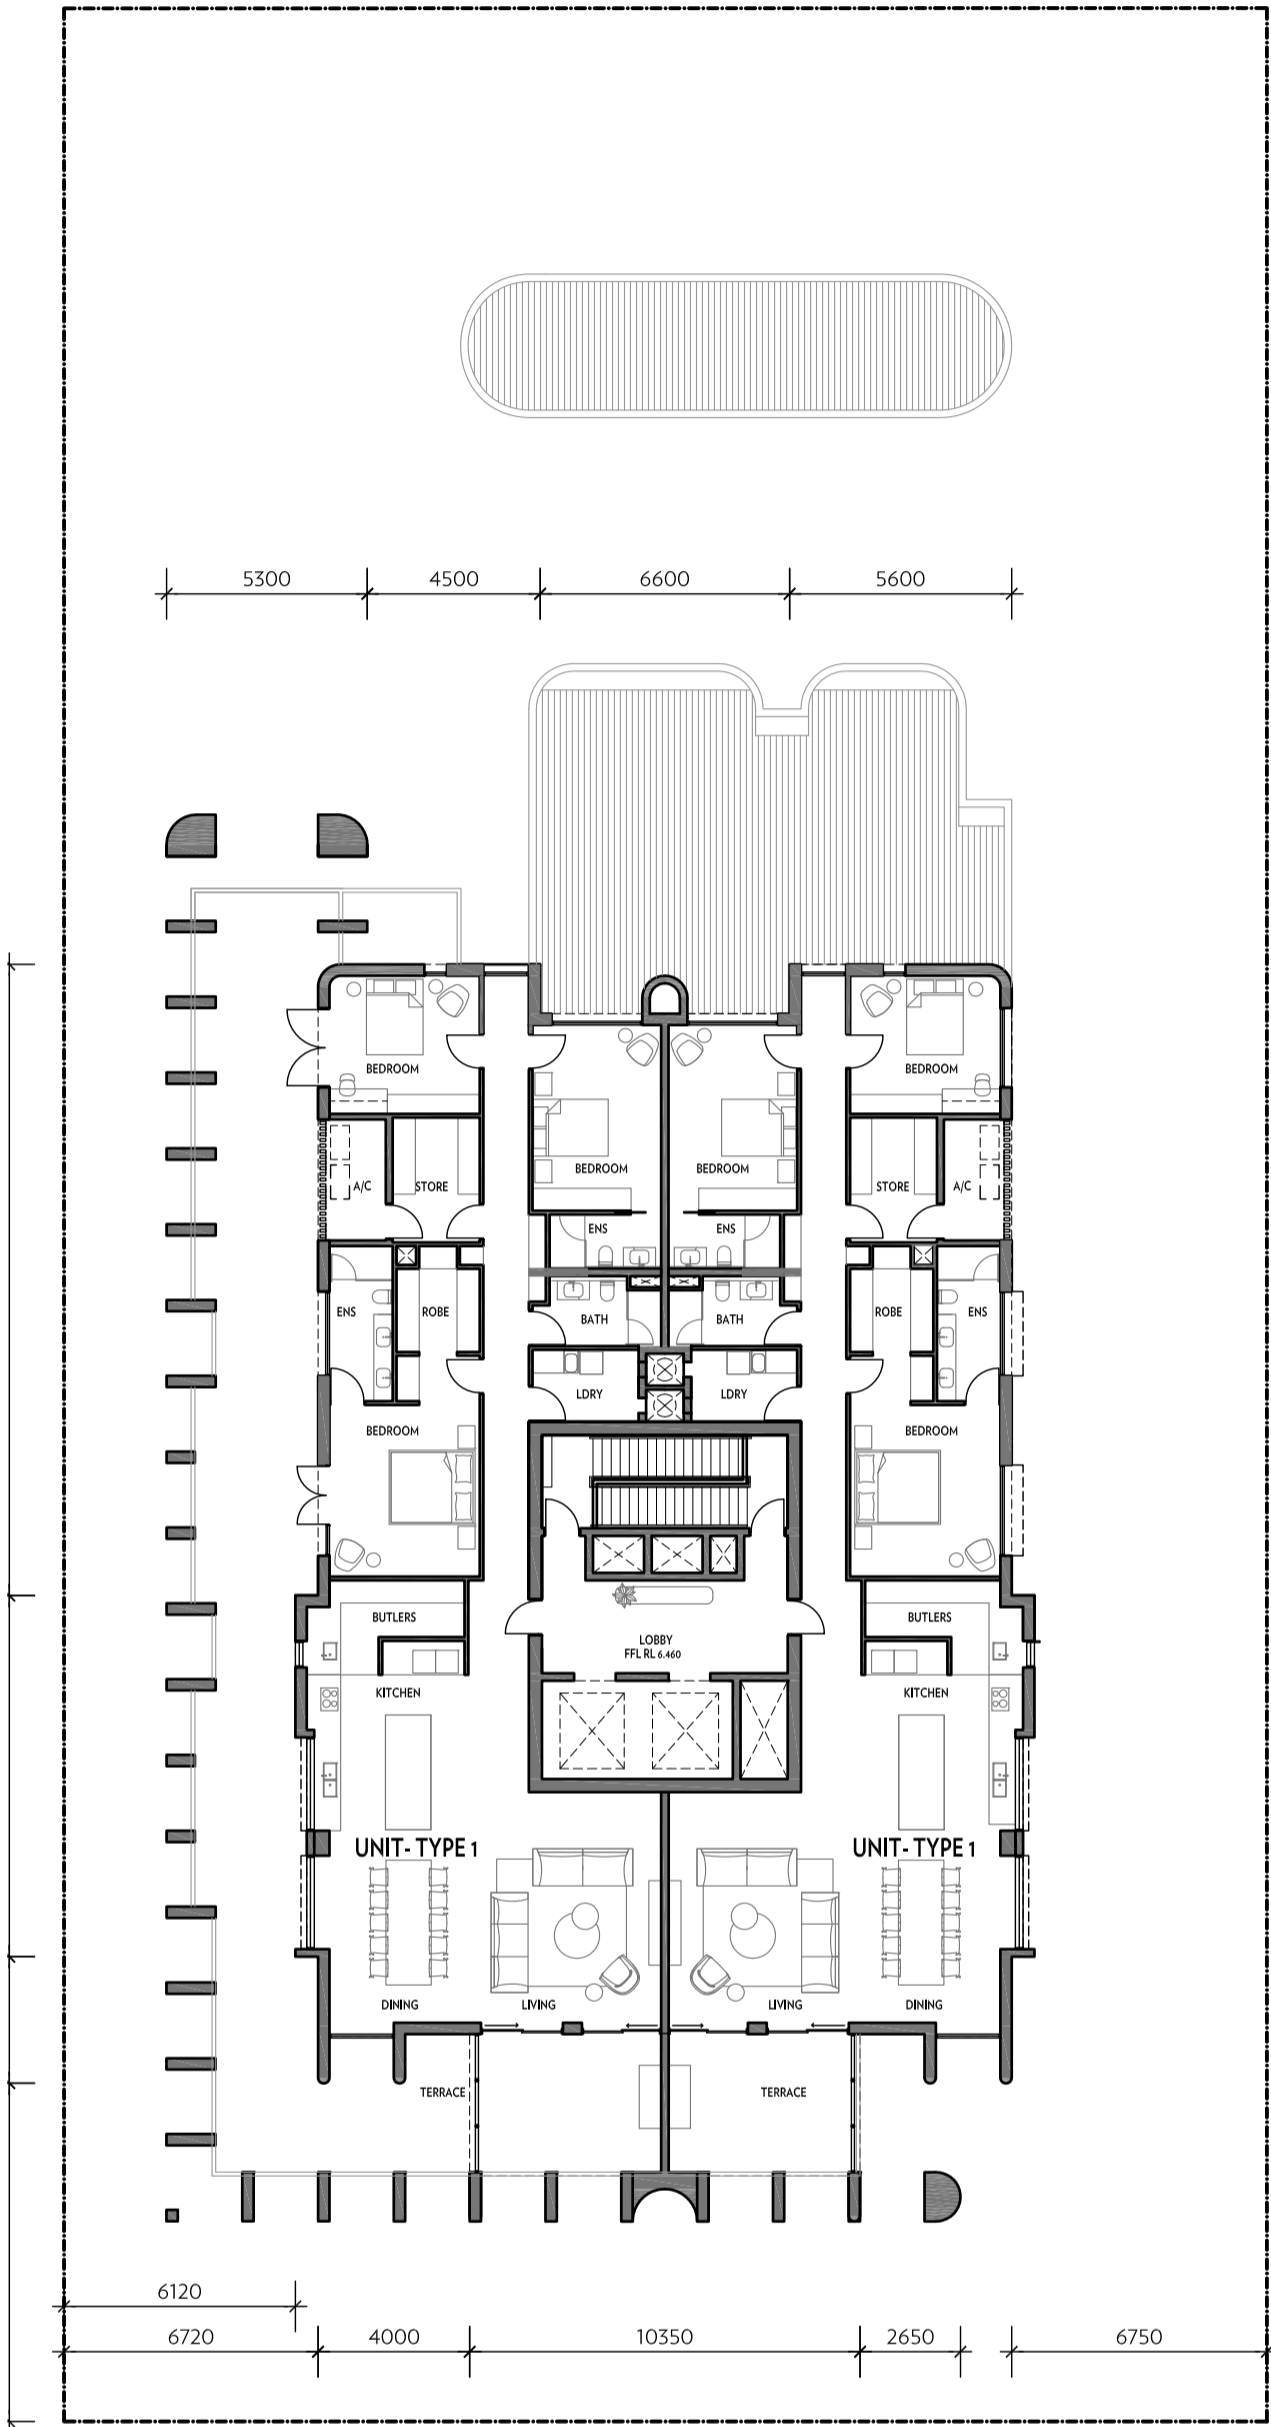 5300 4500 6600 5600
BEDROOM BEDROOM
BEDROOM BEDROOM
A/C STORE STORE A/C
ENS ENS
ENS ROBE BATH BATH ROBE ENS
LDRY LDRY
BEDROOM BEDROOM
BUTLERS BUTLERS
LOBBY
FFL RL 6.460
KITCHEN KITCHEN
UNIT- TYPE 1 UNIT- TYPE 1
DINING LIVING LIVING DINING
TERRACE TERRACE
6120
6720 4000 10350 2650 6750